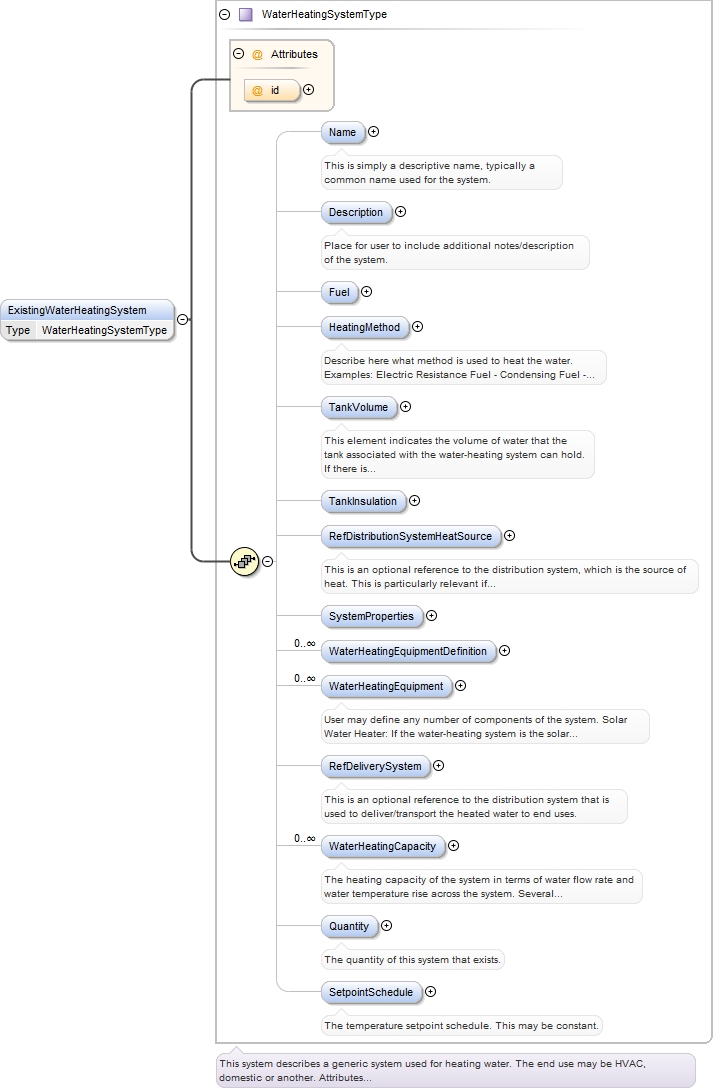 WaterHeatingSystemType
@ Attributes
@ id
Name
This is simply a descriptive name, typically a
common name used for the system.
Description
Place for user to include additional notes/description
of the system.
Fuel
ExistingWaterHeatingSystem
Type WaterHeatingSystemType
HeatingMethod
Describe here what method is used to heat the water.
Examples: Electric Resistance Fuel - Condensing Fuel -...
TankVolume
This element indicates the volume of water that the
tank associated with the water-heating system can hold.
If there is...
TankInsulation
RefDistributionSystemHeatSource
This is an optional reference to the distribution system, which is the source of
heat. This is particularly relevant if...
SystemProperties
0..∞
WaterHeatingEquipmentDefinition
0..∞
WaterHeatingEquipment
User may define any number of components of the system. Solar
Water Heater: If the water-heating system is the solar...
RefDeliverySystem
This is an optional reference to the distribution system that is
used to deliver/transport the heated water to end uses.
0..∞
WaterHeatingCapacity
The heating capacity of the system in terms of water flow rate and
water temperature rise across the system. Several...
Quantity
The quantity of this system that exists.
SetpointSchedule
The temperature setpoint schedule. This may be constant.
This system describes a generic system used for heating water. The end use may be HVAC,
domestic or another. Attributes...